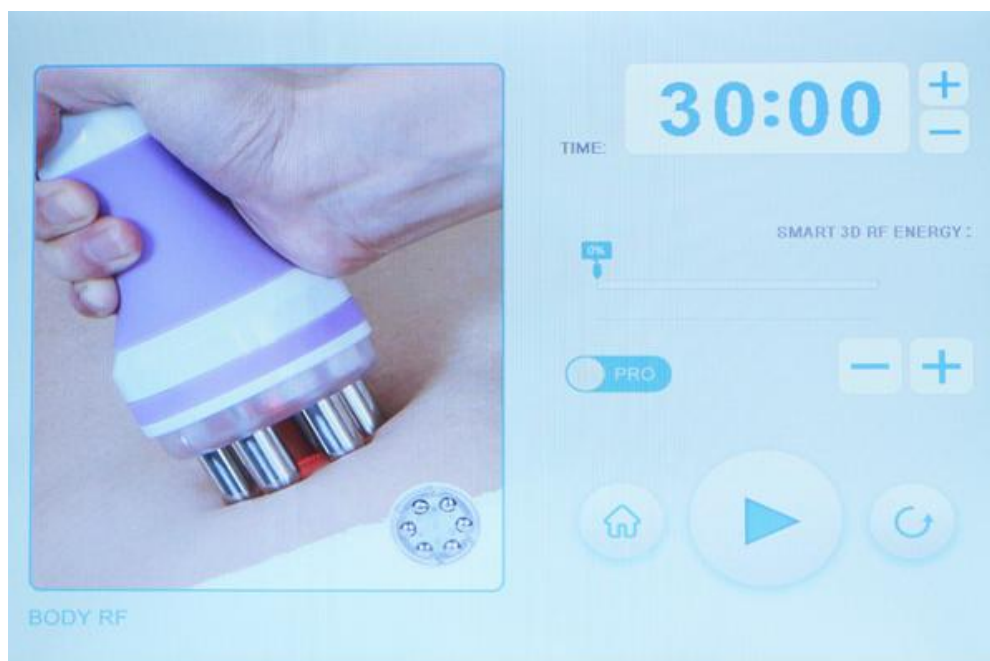 30:00
TIME:
SMART 3D RF ENERGY :
0%
PRO
BODY RF